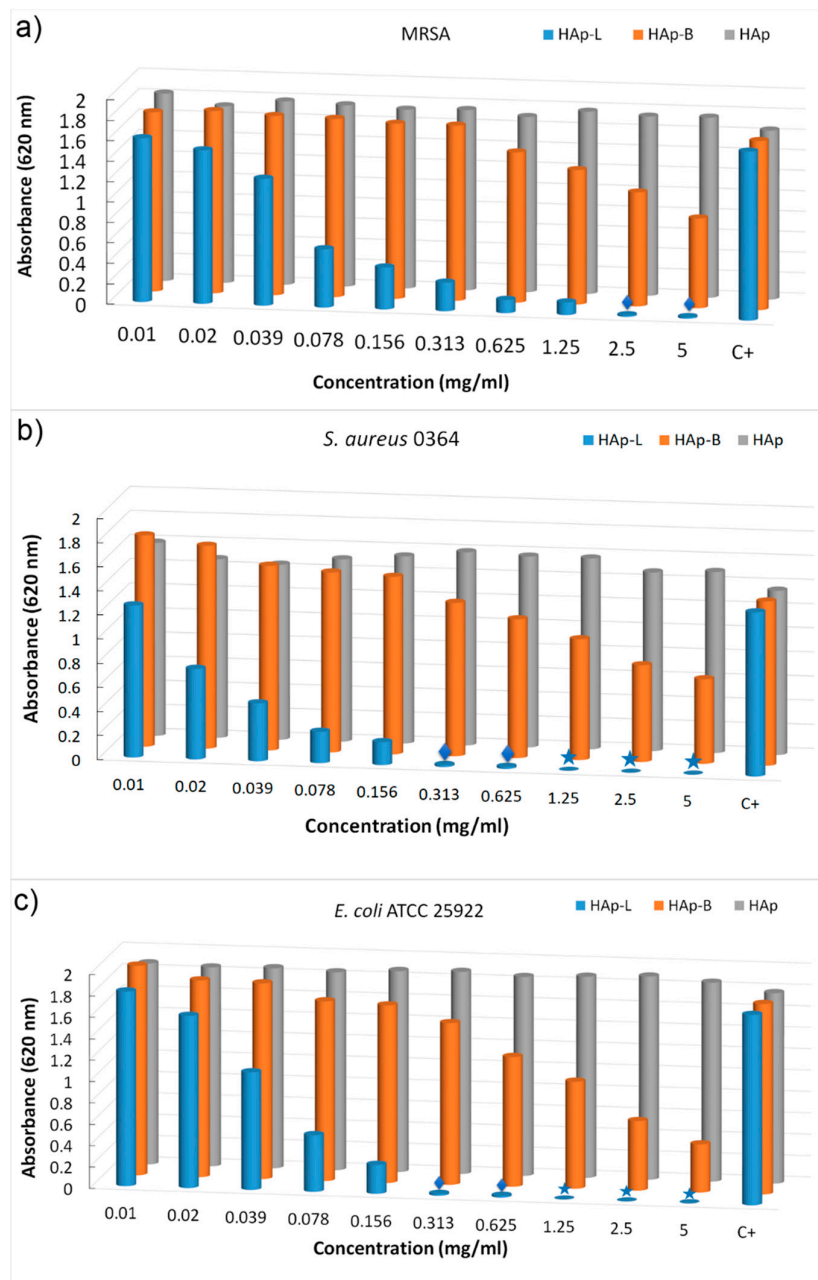 a)
MRSA
HAp-L HAp-B HAp
Absorbance (620 nm)
2
1.8
1.6
1.4
1.2
1
0.8
0.6
0.4
0.2
0
0.01 0.02 0.039 0.078 0.156 0.313 0.625 1.25 2.5 5 C+
Concentration (mg/ml)
b)
S. aureus 0364
HAp-L HAp-B HAp
Absorbance (620 nm)
2
1.8
1.6
1.4
1.2
1
0.8
0.6
0.4
0.2
0
0.01 0.02 0.039 0.078 0.156 0.313 0.625 1.25 2.5 5 C+
Concentration (mg/ml)
c)
E. coli ATCC 25922
HAp-L HAp-B HAp
Absorbance (620 nm)
2
1.8
1.6
1.4
1.2
1
0.8
0.6
0.4
0.2
0
0.01 0.02 0.039 0.078 0.156 0.313 0.625 1.25 2.5 5 C+
Concentration (mg/ml)